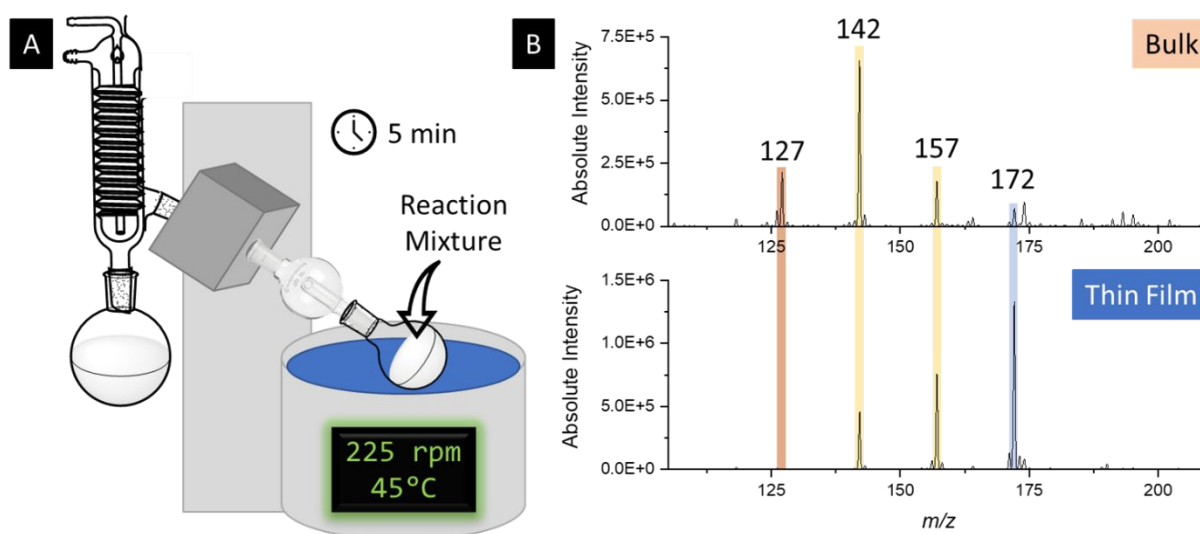 A
5 min
Reaction
Mixture
225 rpm
45°C
B
Bulk
Absolute Intensity
7.5E+5
5.0E+5
2.5E+5
0.0E+0
127
142
157
172
125
150
175
200
Thin Film
Absolute Intensity
1.5E+6
1.0E+6
5.0E+5
0.0E+0
125
150
175
200
m/z